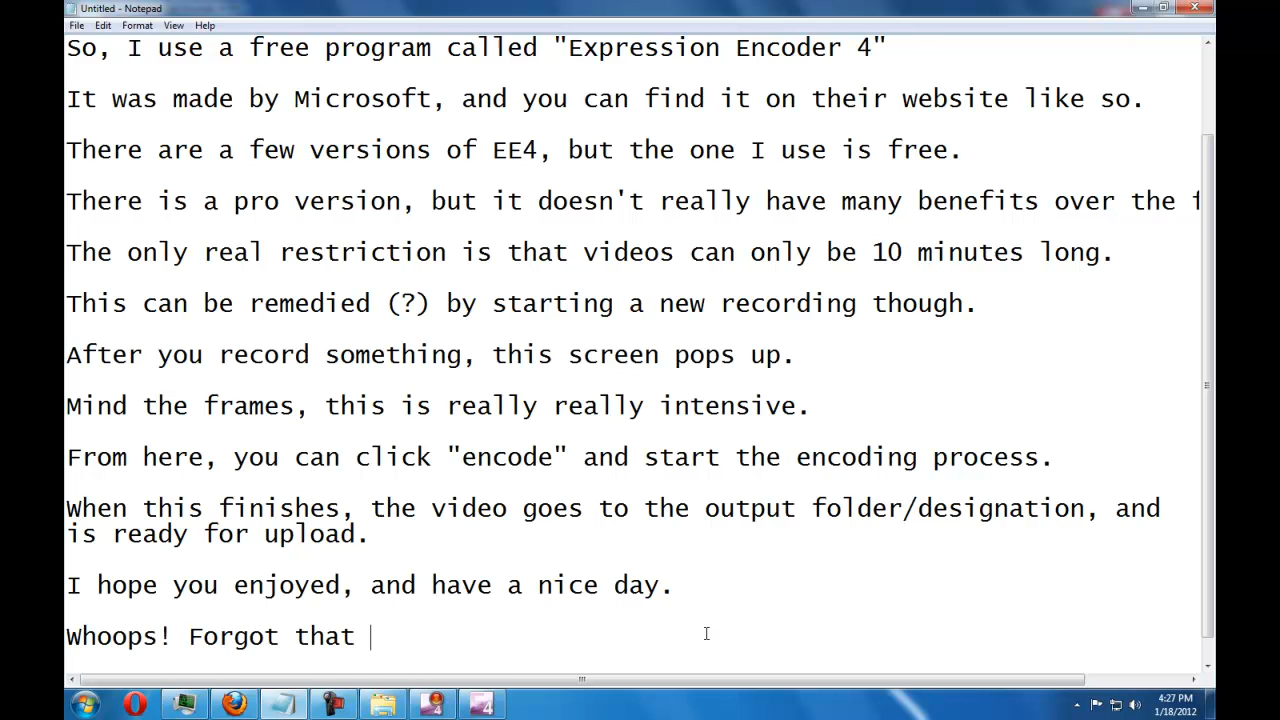 Untitled - Notepad
File Edit Format View Help
So, I use a free program called "Expression Encoder 4"
It was made by Microsoft, and you can find it on their website like so.
There are a few versions of EE4, but the one I use is free.
There is a pro version, but it doesn't really have many benefits over the
The only real restriction is that videos can only be 10 minutes long.
This can be remedied (?) by starting a new recording though.
After you record something, this screen pops up.
Mind the frames, this is really really intensive.
From here, you can click "encode" and start the encoding process.
When this finishes, the video goes to the output folder/designation, and
is ready for upload.
I hope you enjoyed, and have a nice day.
Whoops! Forgot that
4:27 PM
1/18/2012